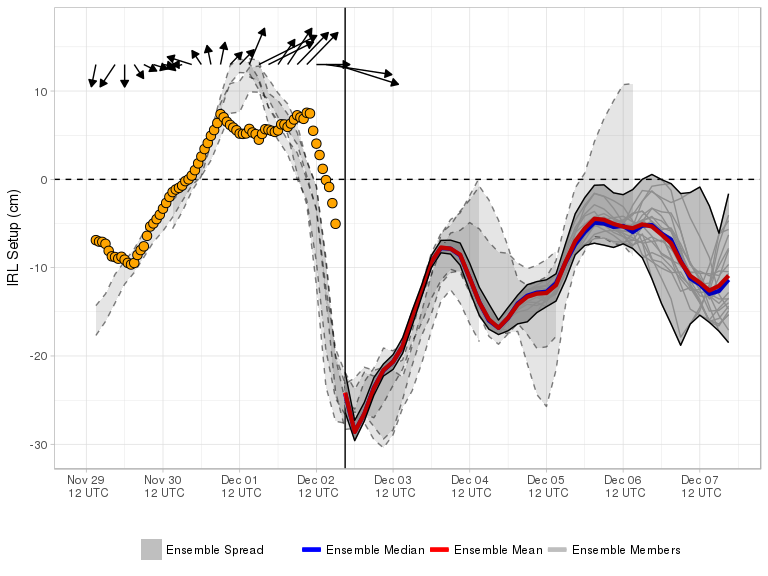 IRL Setup (cm)
10
0
-10
-20
-30
Nov 29 Nov 30 Dec 01 Dec 02 Dec 03 Dec 04 Dec 05 Dec 06 Dec 07
12 UTC 12 UTC 12 UTC 12 UTC 12 UTC 12 UTC 12 UTC 12 UTC 12 UTC
Ensemble Spread Ensemble Median Ensemble Mean Ensemble Members